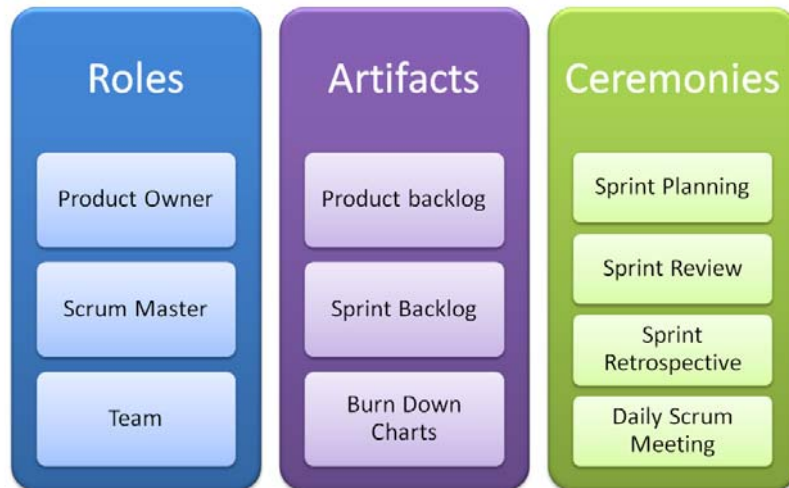 Roles
Product Owner
Scrum Master
Team
Artifacts
Product backlog
Sprint Backlog
Burn Down
Charts
Ceremonies
Sprint Planning
Sprint Review
Sprint
Retrospective
Daily Scrum
Meeting